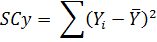 SCy = ∑(Yᵢ − Ȳ)²